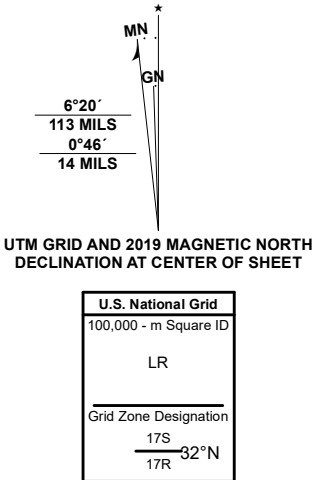 ★
MN
GN
6°20´
113 MILS
0°46´
14 MILS
UTM GRID AND 2019 MAGNETIC NORTH
DECLINATION AT CENTER OF SHEET
U.S. National Grid
100,000 - m Square ID
LR
Grid Zone Designation
17S
32°N
17R